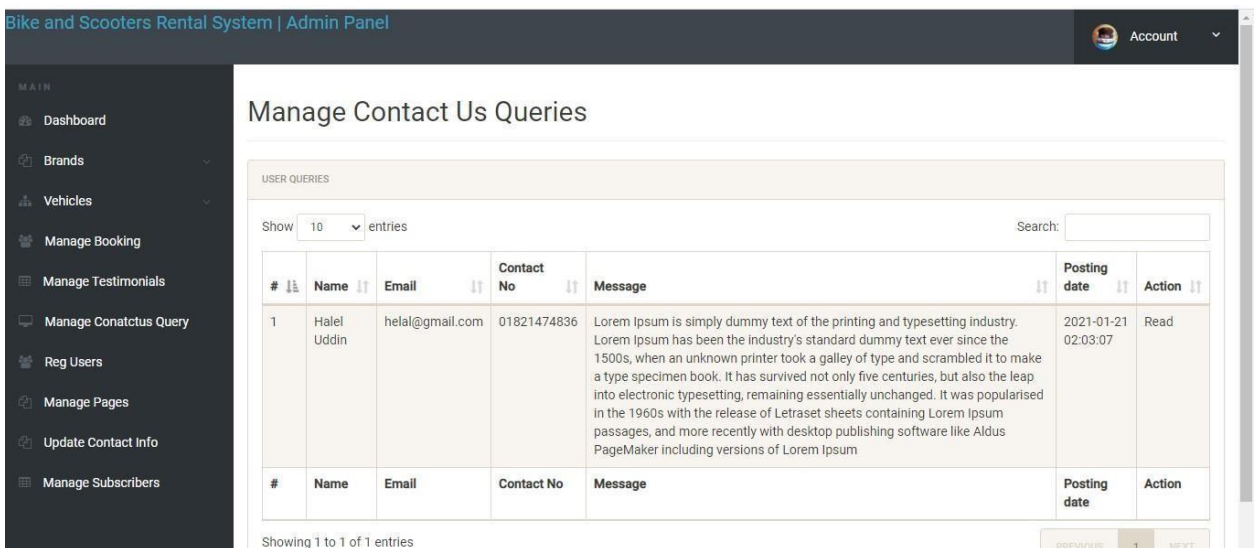 Bike and Scooters Rental System | Admin Panel
Account
MAIN
Dashboard
Brands
Vehicles
Manage Booking
Manage Testimonials
Manage Conatctus Query
Reg Users
Manage Pages
Update Contact Info
Manage Subscribers
Manage Contact Us Queries
USER QUERIES
Show 10 entries
Search:
# Name Email Contact No Message Posting date Action
1 Halel Uddin helal@gmail.com 01821474836
Lorem Ipsum is simply dummy text of the printing and typesetting industry.
Lorem Ipsum has been the industry's standard dummy text ever since the
1500s, when an unknown printer took a galley of type and scrambled it to make
a type specimen book. It has survived not only five centuries, but also the leap
into electronic typesetting, remaining essentially unchanged. It was popularised
in the 1960s with the release of Letraset sheets containing Lorem Ipsum
passages, and more recently with desktop publishing software like Aldus
PageMaker including versions of Lorem Ipsum
2021-01-21 02:03:07 Read
# Name Email Contact No Message Posting date Action
Showing 1 to 1 of 1 entries
PREVIOUS 1 NEXT